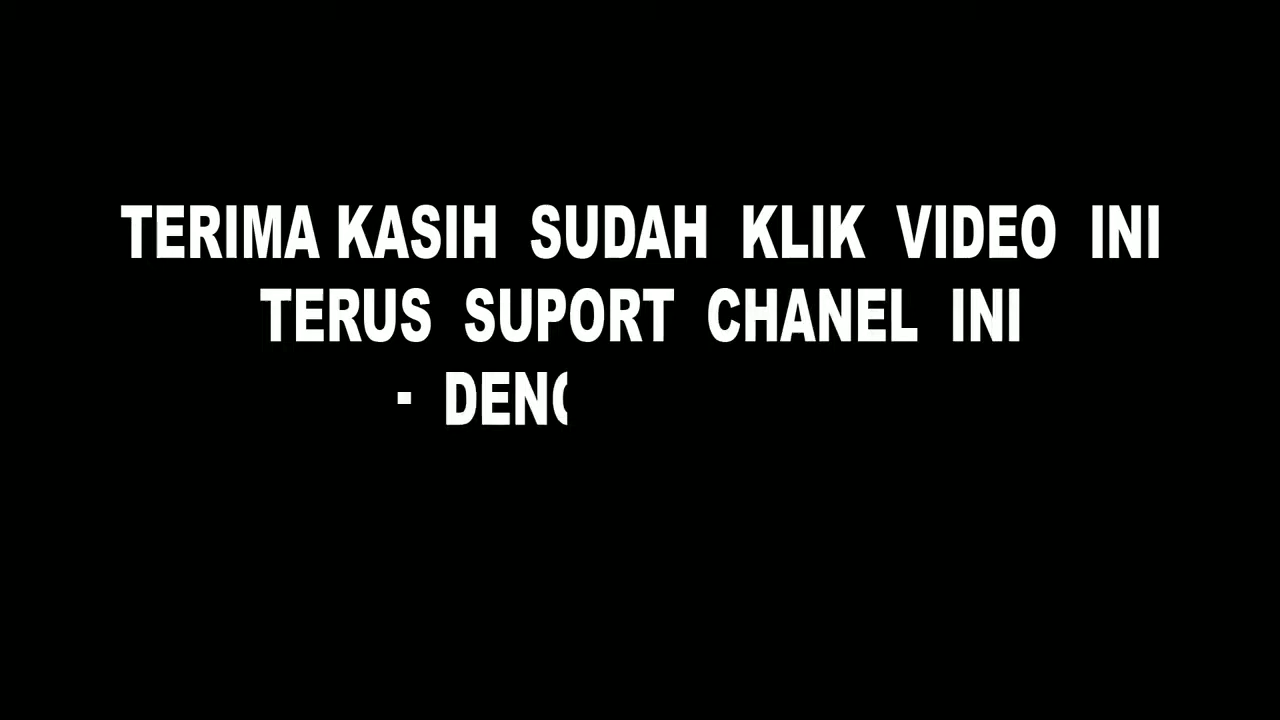 TERIMA KASIH SUDAH KLIK VIDEO INI
TERUS SUPORT CHANEL INI
-